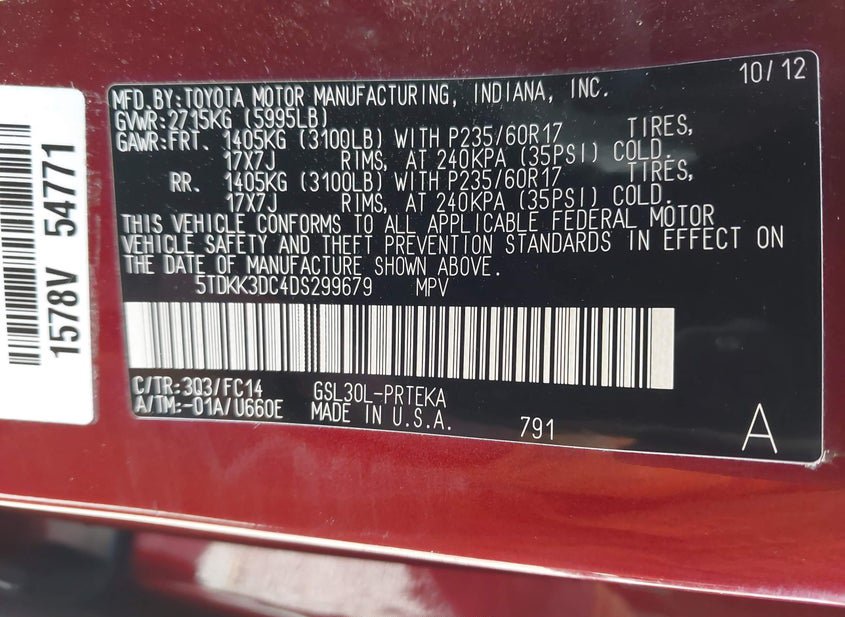 10/12
MFD.BY:TOYOTA MOTOR MANUFACTURING, INDIANA, INC.
GVWR:2715KG (5995LB)
GAWR:FRT. 1405KG (3100LB) WITH P235/60R17 TIRES,
17X7J RIMS, AT 240KPA (35PSI) COLD.
RR. 1405KG (3100LB) WITH P235/60R17 TIRES,
17X7J RIMS, AT 240KPA (35PSI) COLD.
THIS VEHICLE CONFORMS TO ALL APPLICABLE FEDERAL MOTOR
VEHICLE SAFETY AND THEFT PREVENTION STANDARDS IN EFFECT ON
THE DATE OF MANUFACTURE SHOWN ABOVE.
5TDKK3DC4DS299679 MPV
C/TR:3Q3/FC14 GSL30L-PRTEKA
A/TM:-01A/U660E MADE IN U.S.A. 791
A
1578V 54771